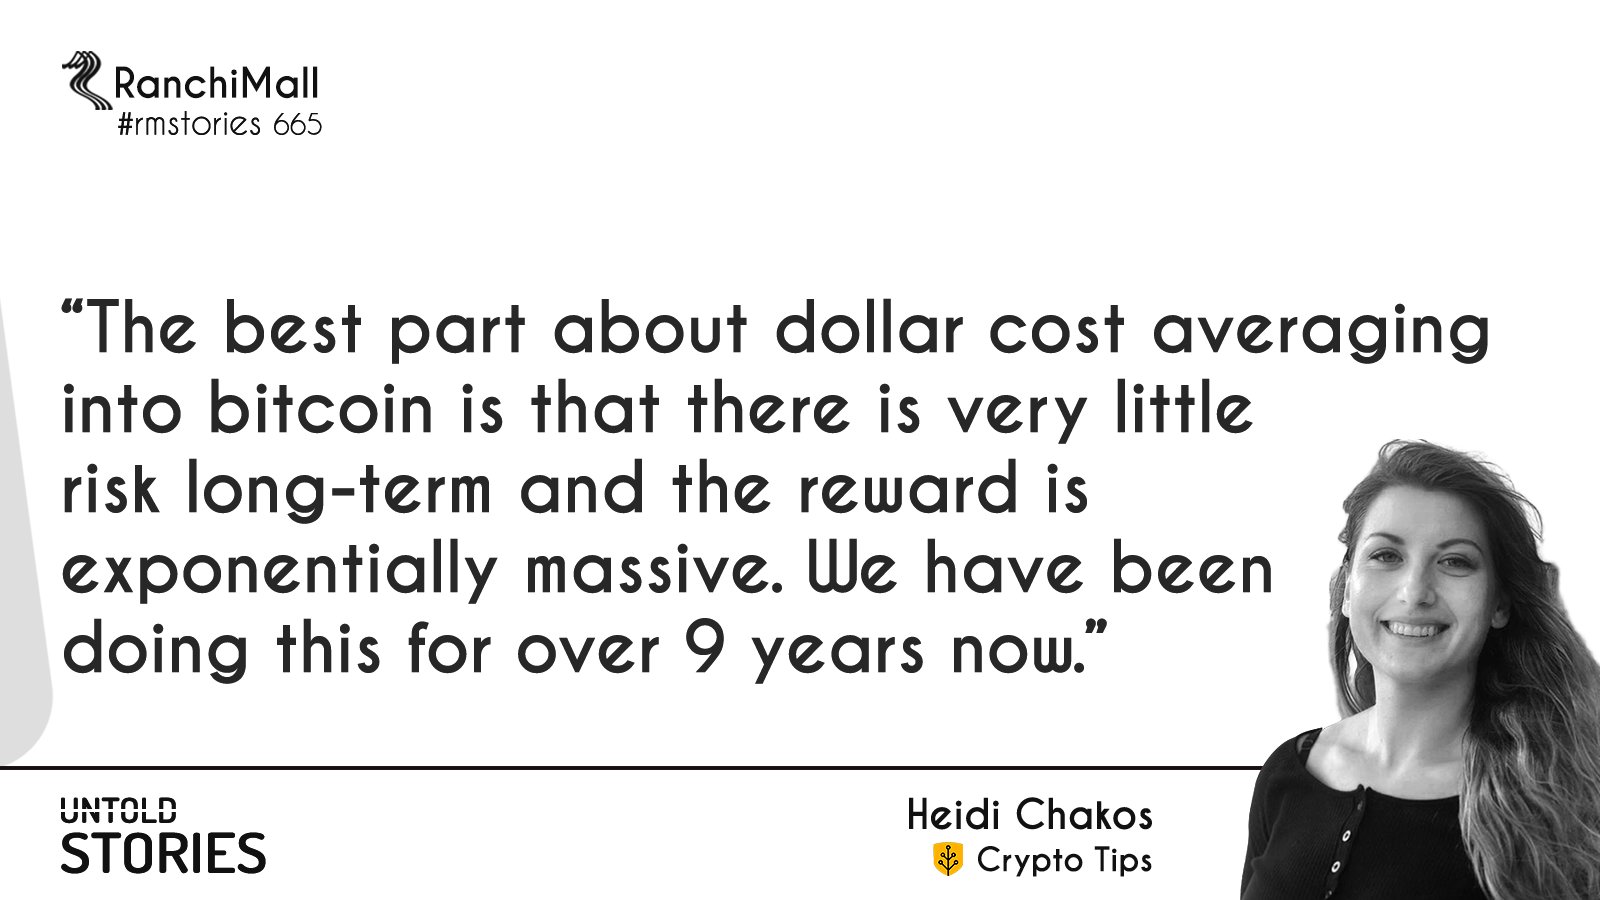 RanchiMall
#rmstories 665
“The best part about dollar cost averaging
into bitcoin is that there is very little
risk long-term and the reward is
exponentially massive. We have been
doing this for over 9 years now.”
UNTOLD
STORIES
Heidi Chakos
Crypto Tips